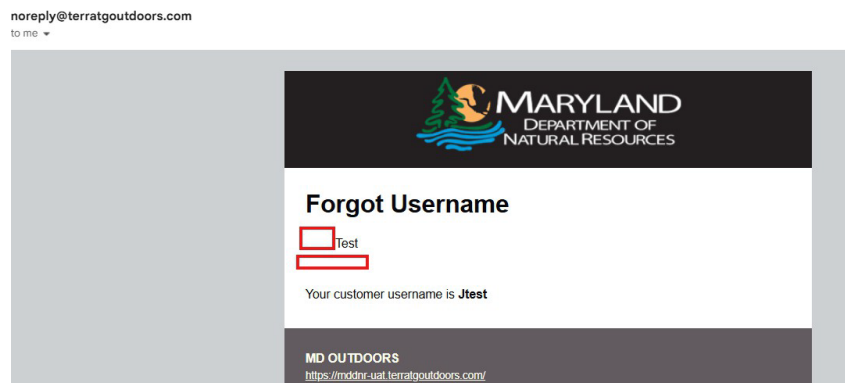 noreply@terratgoutdoors.com
to me
MARYLAND
DEPARTMENT OF
NATURAL RESOURCES
Forgot Username
Test
Your customer username is Jtest
MD OUTDOORS
https://mddnr-uat.terratgoutdoors.com/